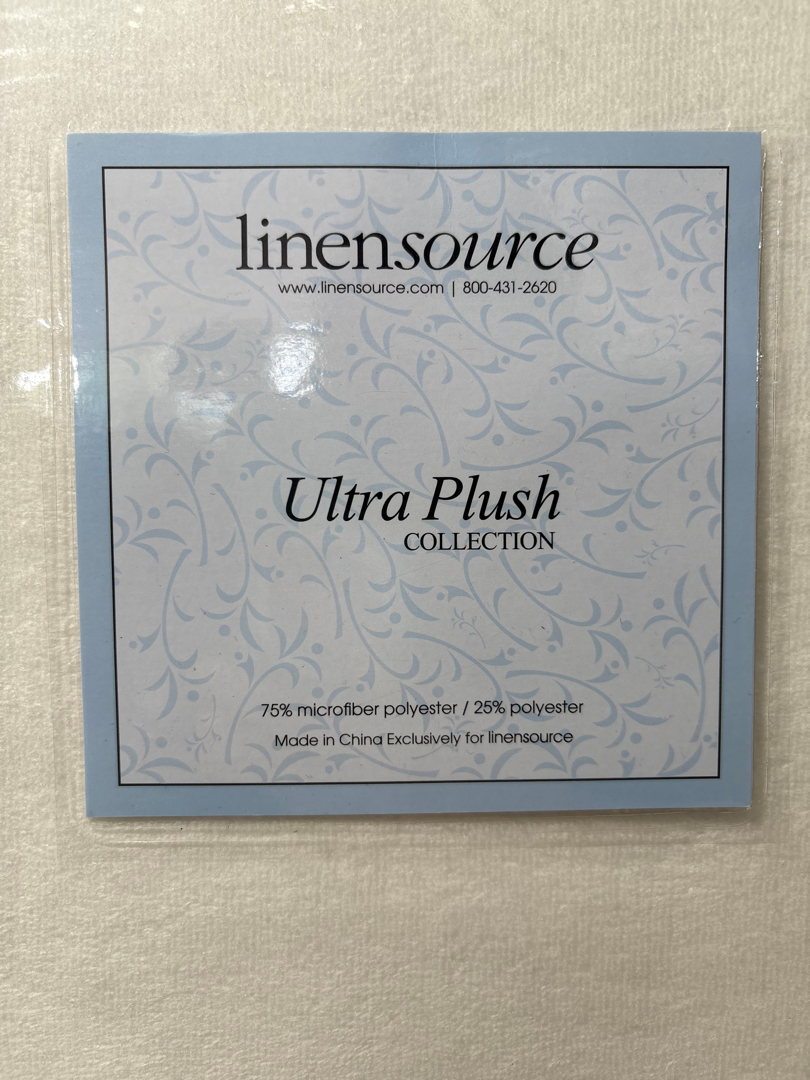 linensource
www.linensource.com | 800-431-2620
Ultra Plush
COLLECTION
75% microfiber polyester / 25% polyester
Made in China Exclusively for linensource